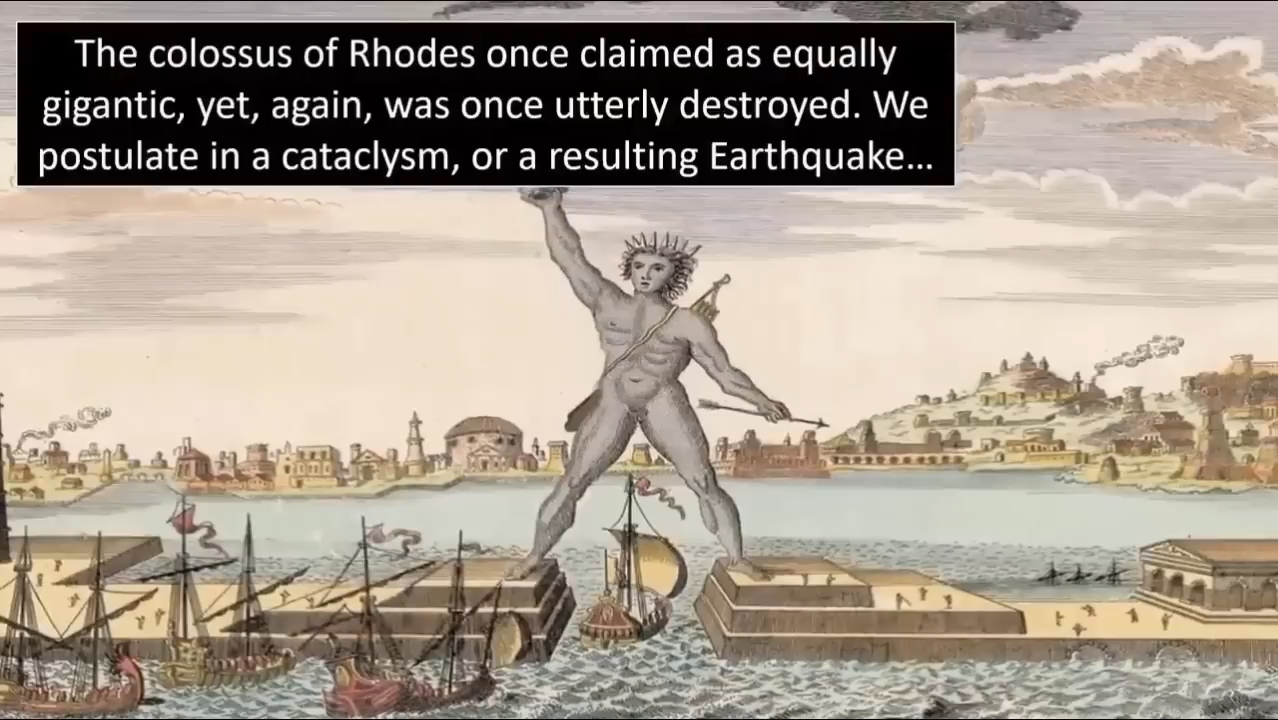 The colossus of Rhodes once claimed as equally
gigantic, yet, again, was once utterly destroyed. We
postulate in a cataclysm, or a resulting Earthquake...